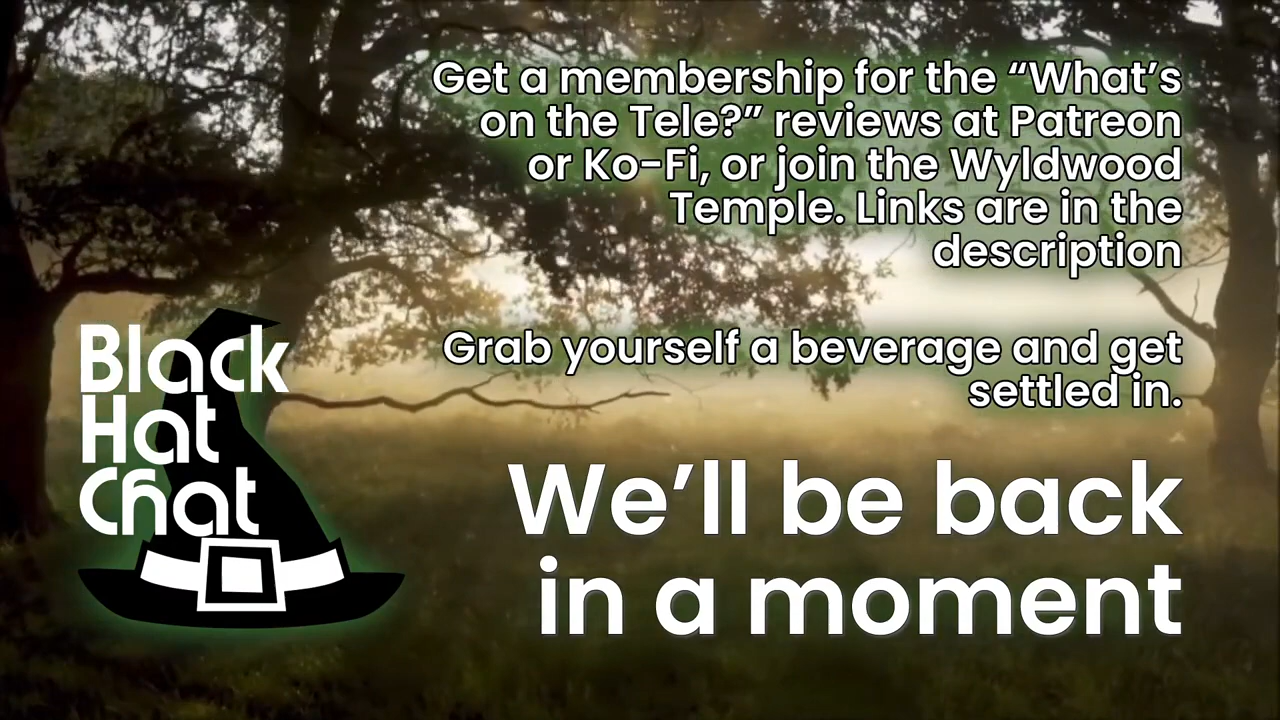 Get a membership for the “What’s
on the Tele?” reviews at Patreon
or Ko-Fi, or join the Wyldwood
Temple. Links are in the
description
Grab yourself a beverage and get
settled in.
We’ll be back
in a moment
Black
Hat
Chat